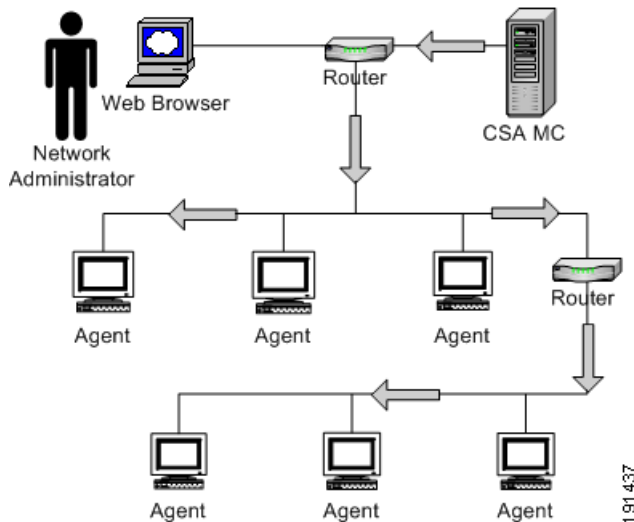 Router
Web Browser
CSA MC
Network
Administrator
Agent
Agent
Agent
Router
Agent
Agent
Agent
191437